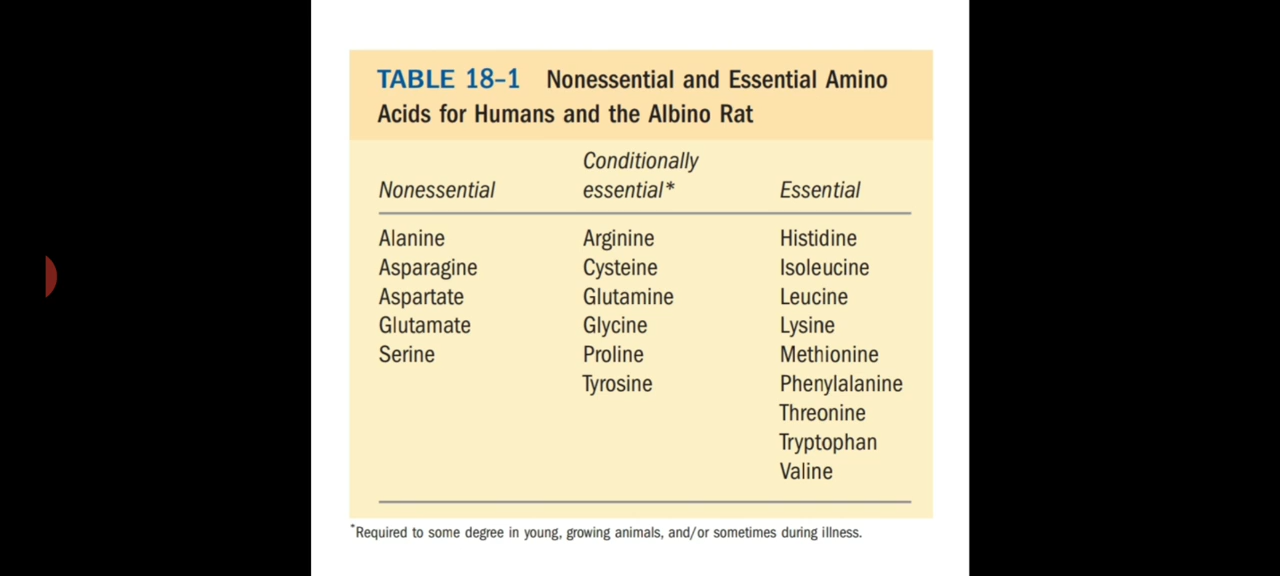 TABLE 18–1 Nonessential and Essential Amino
Acids for Humans and the Albino Rat
Nonessential
Conditionally
essential*
Essential
Alanine
Arginine
Histidine
Asparagine
Cysteine
Isoleucine
Aspartate
Glutamine
Leucine
Glutamate
Glycine
Lysine
Serine
Proline
Methionine
Tyrosine
Phenylalanine
Threonine
Tryptophan
Valine
*Required to some degree in young, growing animals, and/or sometimes during illness.